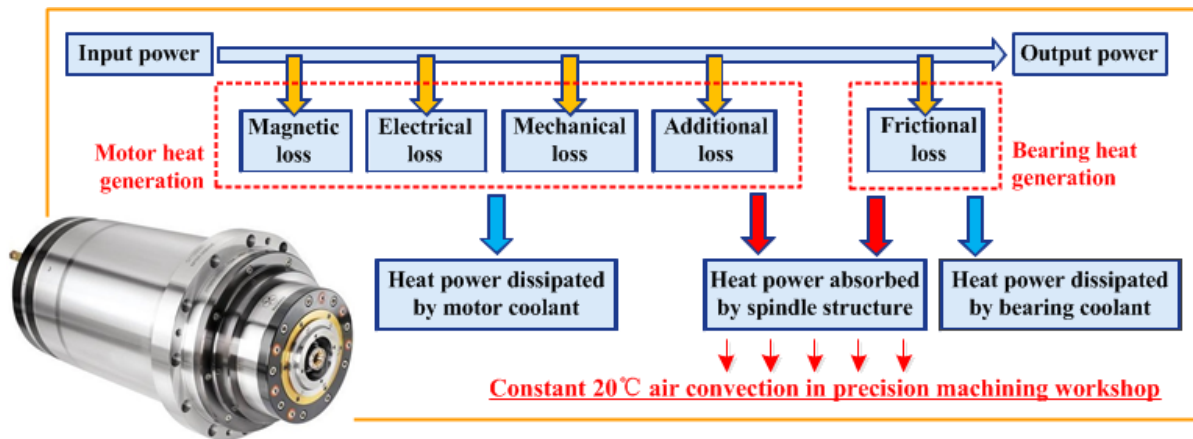 Input power
Output power
Magnetic
loss
Electrical
loss
Mechanical
loss
Additional
loss
Frictional
loss
Motor heat
generation
Bearing heat
generation
Heat power dissipated
by motor coolant
Heat power absorbed
by spindle structure
Heat power dissipated
by bearing coolant
Constant 20℃ air convection in precision machining workshop